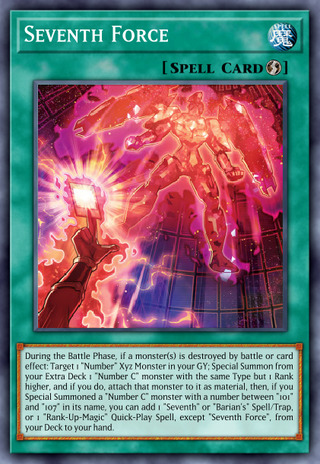 Seventh Force
魔
[Spell Card]
During the Battle Phase, if a monster(s) is destroyed by battle or card
effect: Target 1 "Number" Xyz Monster in your GY; Special Summon from
your Extra Deck 1 "Number C" monster with the same Type but 1 Rank
higher, and if you do, attach that monster to it as material, then, if you
Special Summoned a "Number C" monster with a number between "101"
and "107" in its name, you can add 1 "Seventh" or "Barian's" Spell/Trap,
or 1 "Rank-Up-Magic" Quick-Play Spell, except "Seventh Force", from
your Deck to your hand.